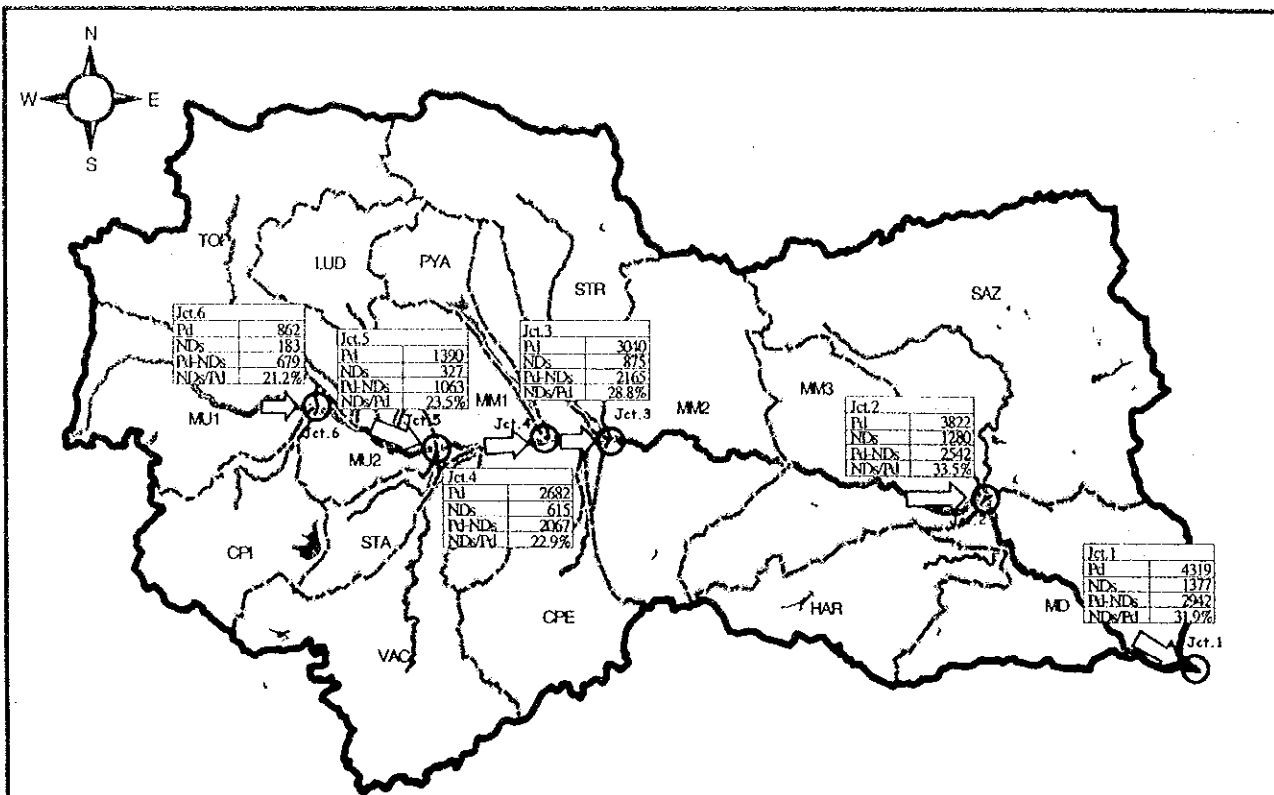 N
W E
S
TOP
LUD
PYA
STR
SAZ
Jct.6
Pd 862
NDs 183
Pd-NDs 679
NDs/Pd 21.2%
Jct.5
Pd 1390
NDs 327
Pd-NDs 1063
NDs/Pd 23.5%
Jct.3
Pd 3040
NDs 875
Pd-NDs 2165
NDs/Pd 28.8%
MM1
MM2
MM3
Jct.2
Pd 3822
NDs 1280
Pd-NDs 2542
NDs/Pd 33.5%
MU1
Jct.6
Jct.5
Jct.4
Jct.3
MU2
Jct.4
Pd 2682
NDs 615
Pd-NDs 2067
NDs/Pd 22.9%
2
CPI
STA
Jct.1
Pd 4319
NDs 1377
Pd-NDs 2942
NDs/Pd 31.9%
HAR
MD
CPE
Jct.1
VAC